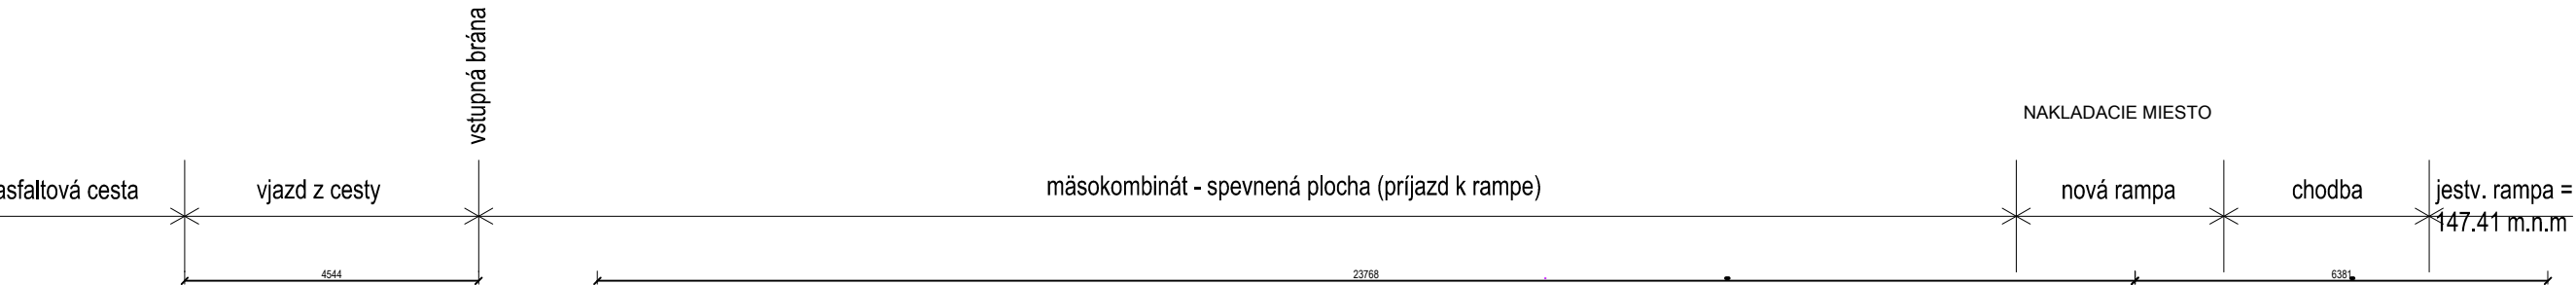 vstupná brána
NAKLADACIE MIESTO
asfaltová cesta
vjazd z cesty
mäsokombinát - spevnená plocha (príjazd k rampe)
nová rampa
chodba
jestv. rampa =
147.41 m.n.m
4544
23768
6381